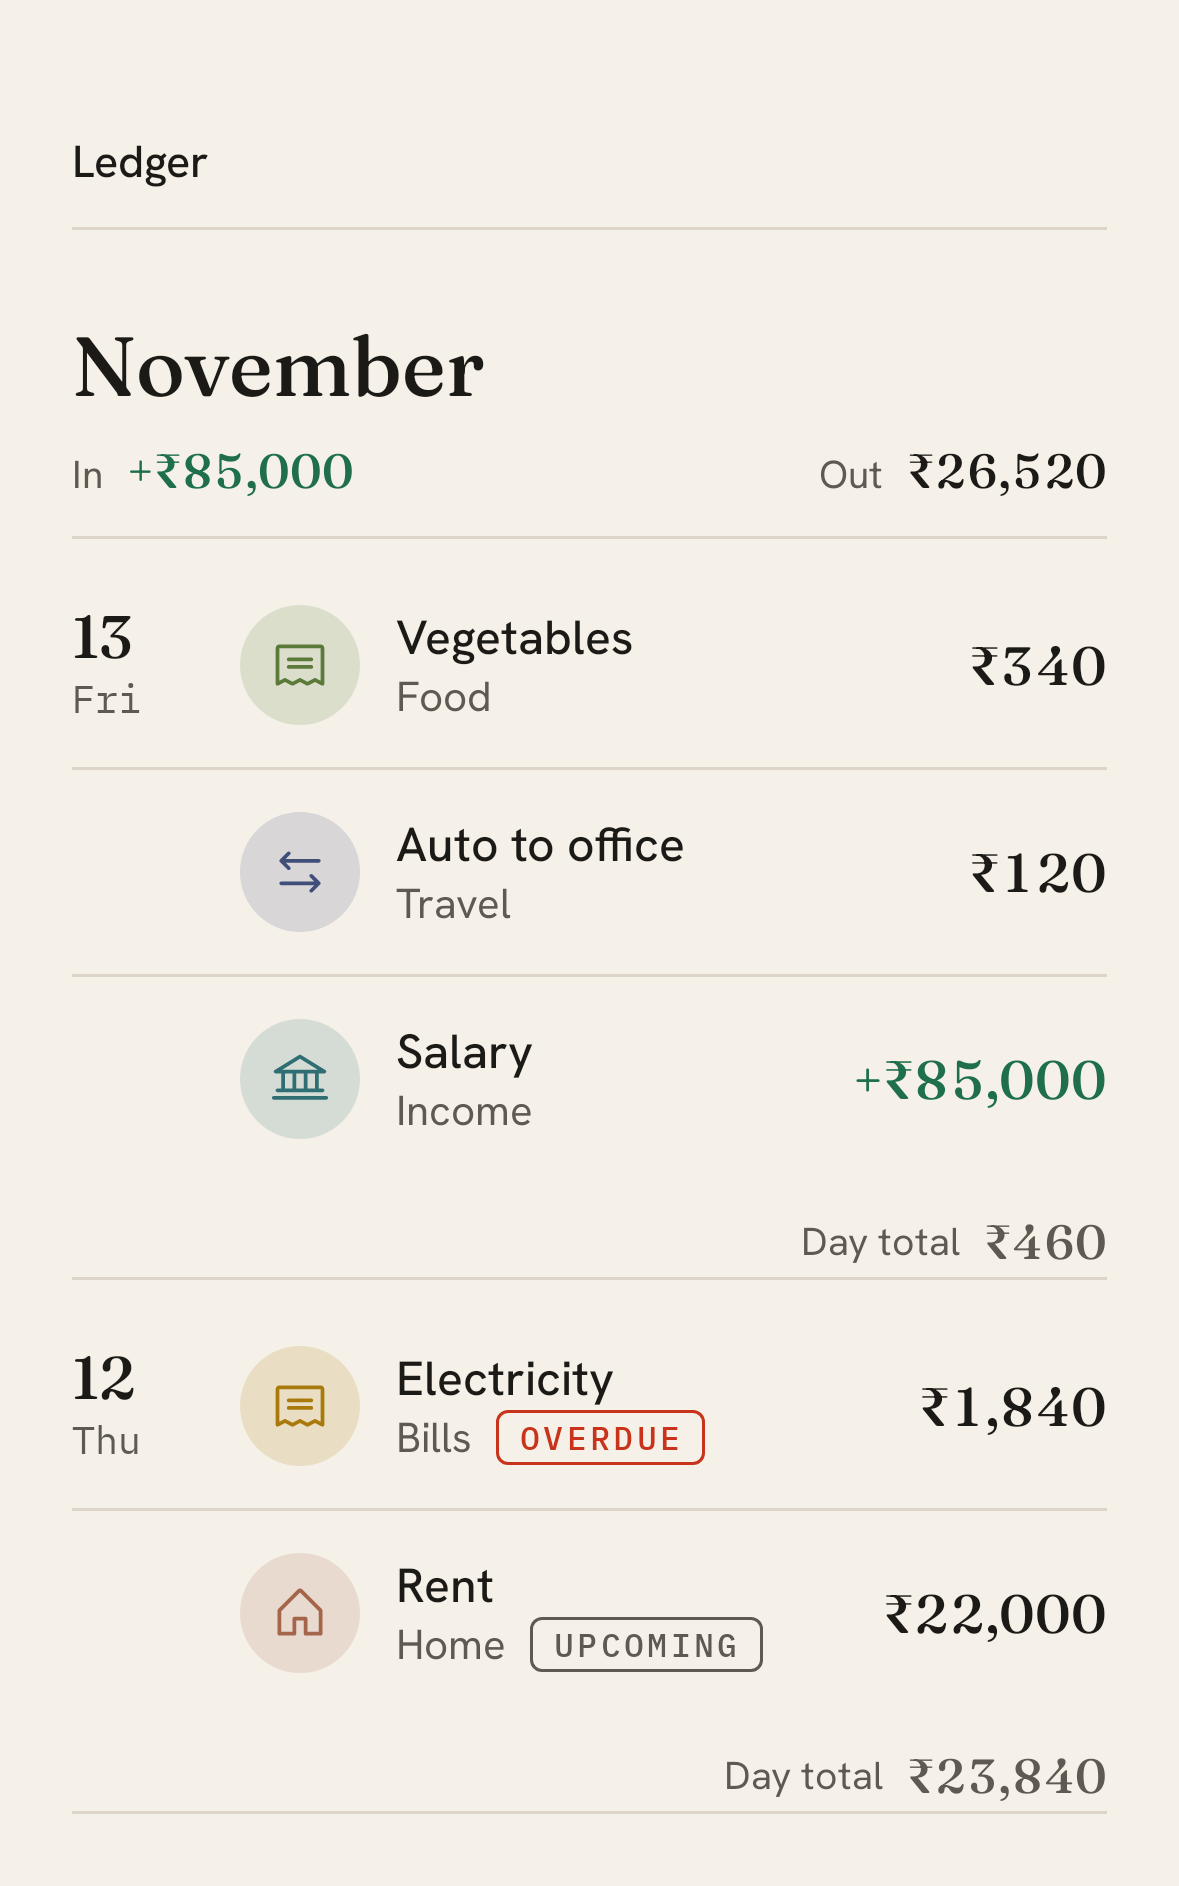 Ledger
November
In +₹85,000 Out ₹26,520
13 Vegetables ₹340
Fri Food
Auto to office ₹120
Travel
Salary +₹85,000
Income
Day total ₹460
12 Electricity ₹1,840
Thu Bills OVERDUE
Rent ₹22,000
Home UPCOMING
Day total ₹23,840